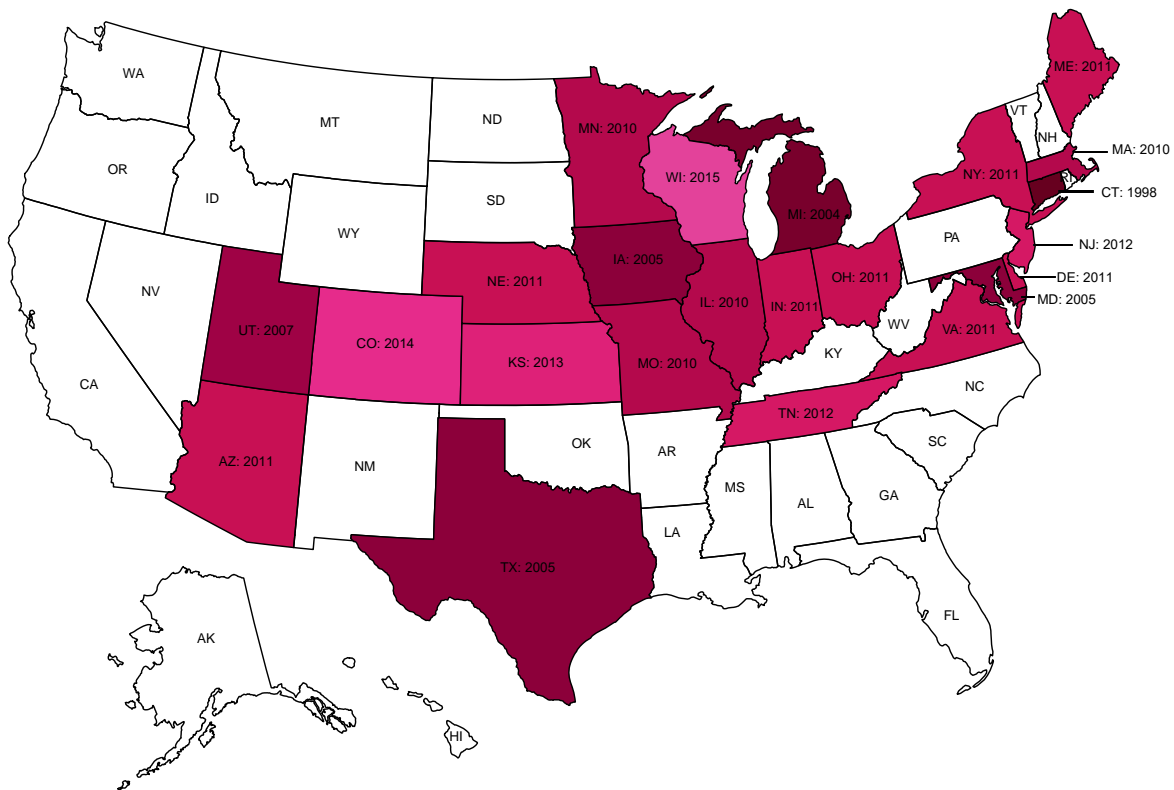 ME: 2011
WA
VT
MT
ND
MN: 2010
NH
MA: 2010
OR
WI: 2015
NY: 2011
RI
CT: 1998
ID
SD
MI: 2004
WY
PA
NJ: 2012
IA: 2005
NE: 2011
OH: 2011
DE: 2011
NV
MD: 2005
IL: 2010
IN: 2011
UT: 2007
WV
VA: 2011
CO: 2014
KY
KS: 2013
MO: 2010
CA
NC
TN: 2012
OK
SC
AR
AZ: 2011
NM
MS
GA
AL
LA
TX: 2005
FL
AK
HI